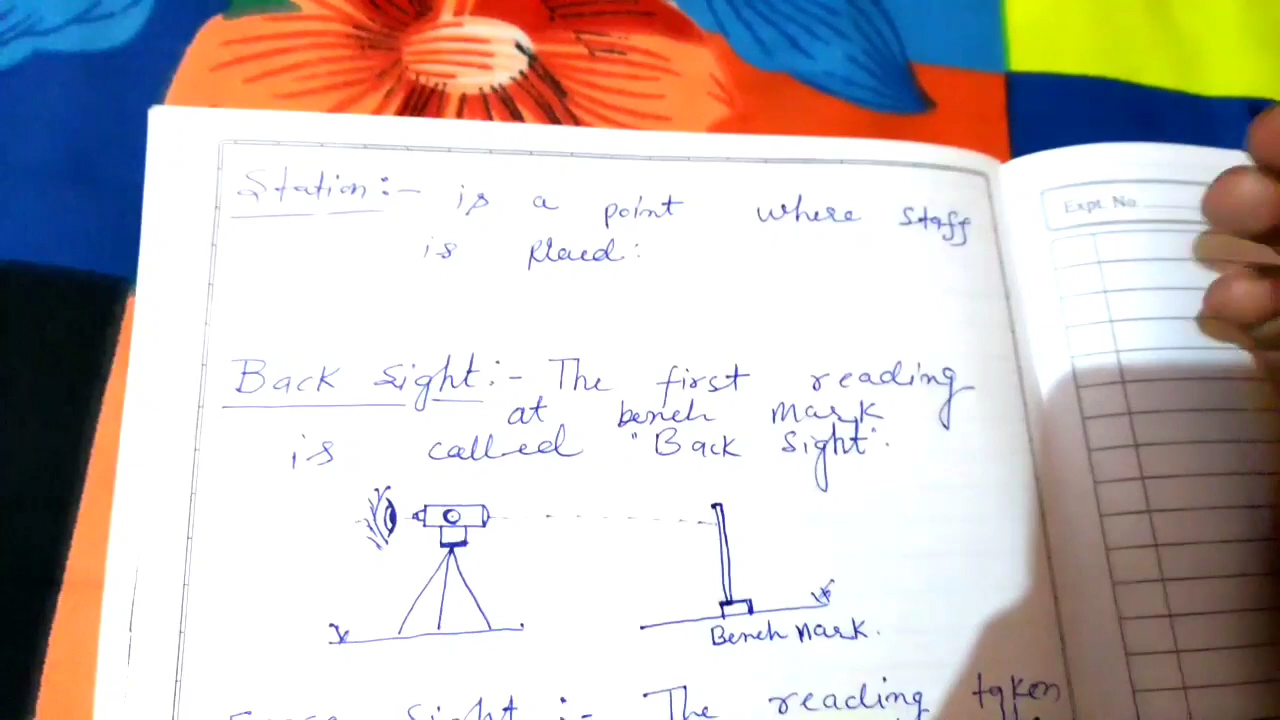 Station:- is a point where staff
is placed:
Back sight:- The first reading
at bench mark
is called "Back sight".
Bench Mark.
sight :- The reading taken
Expt. No.